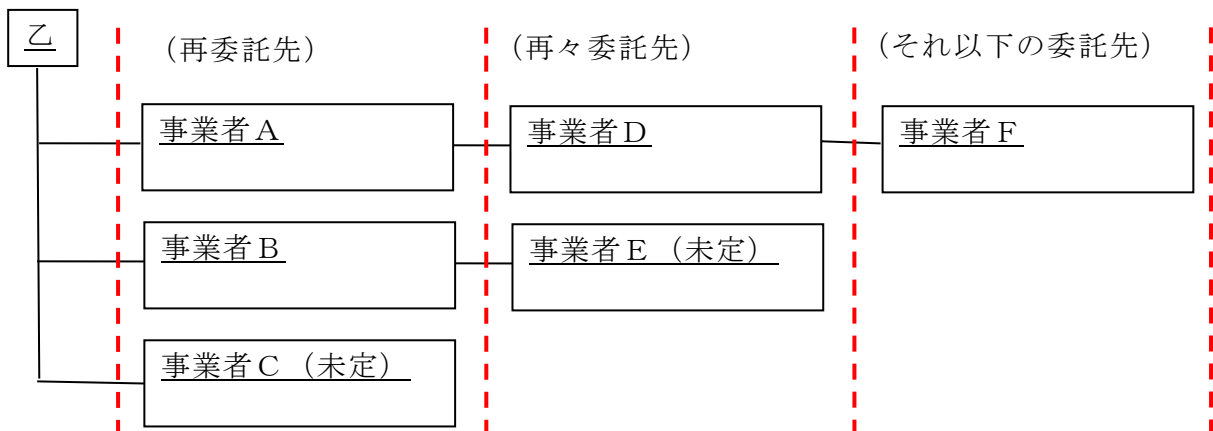 乙
(再委託先)
(再々委託先)
(それ以下の委託先)
事業者A
事業者D
事業者F
事業者B
事業者E (未定)
事業者C (未定)